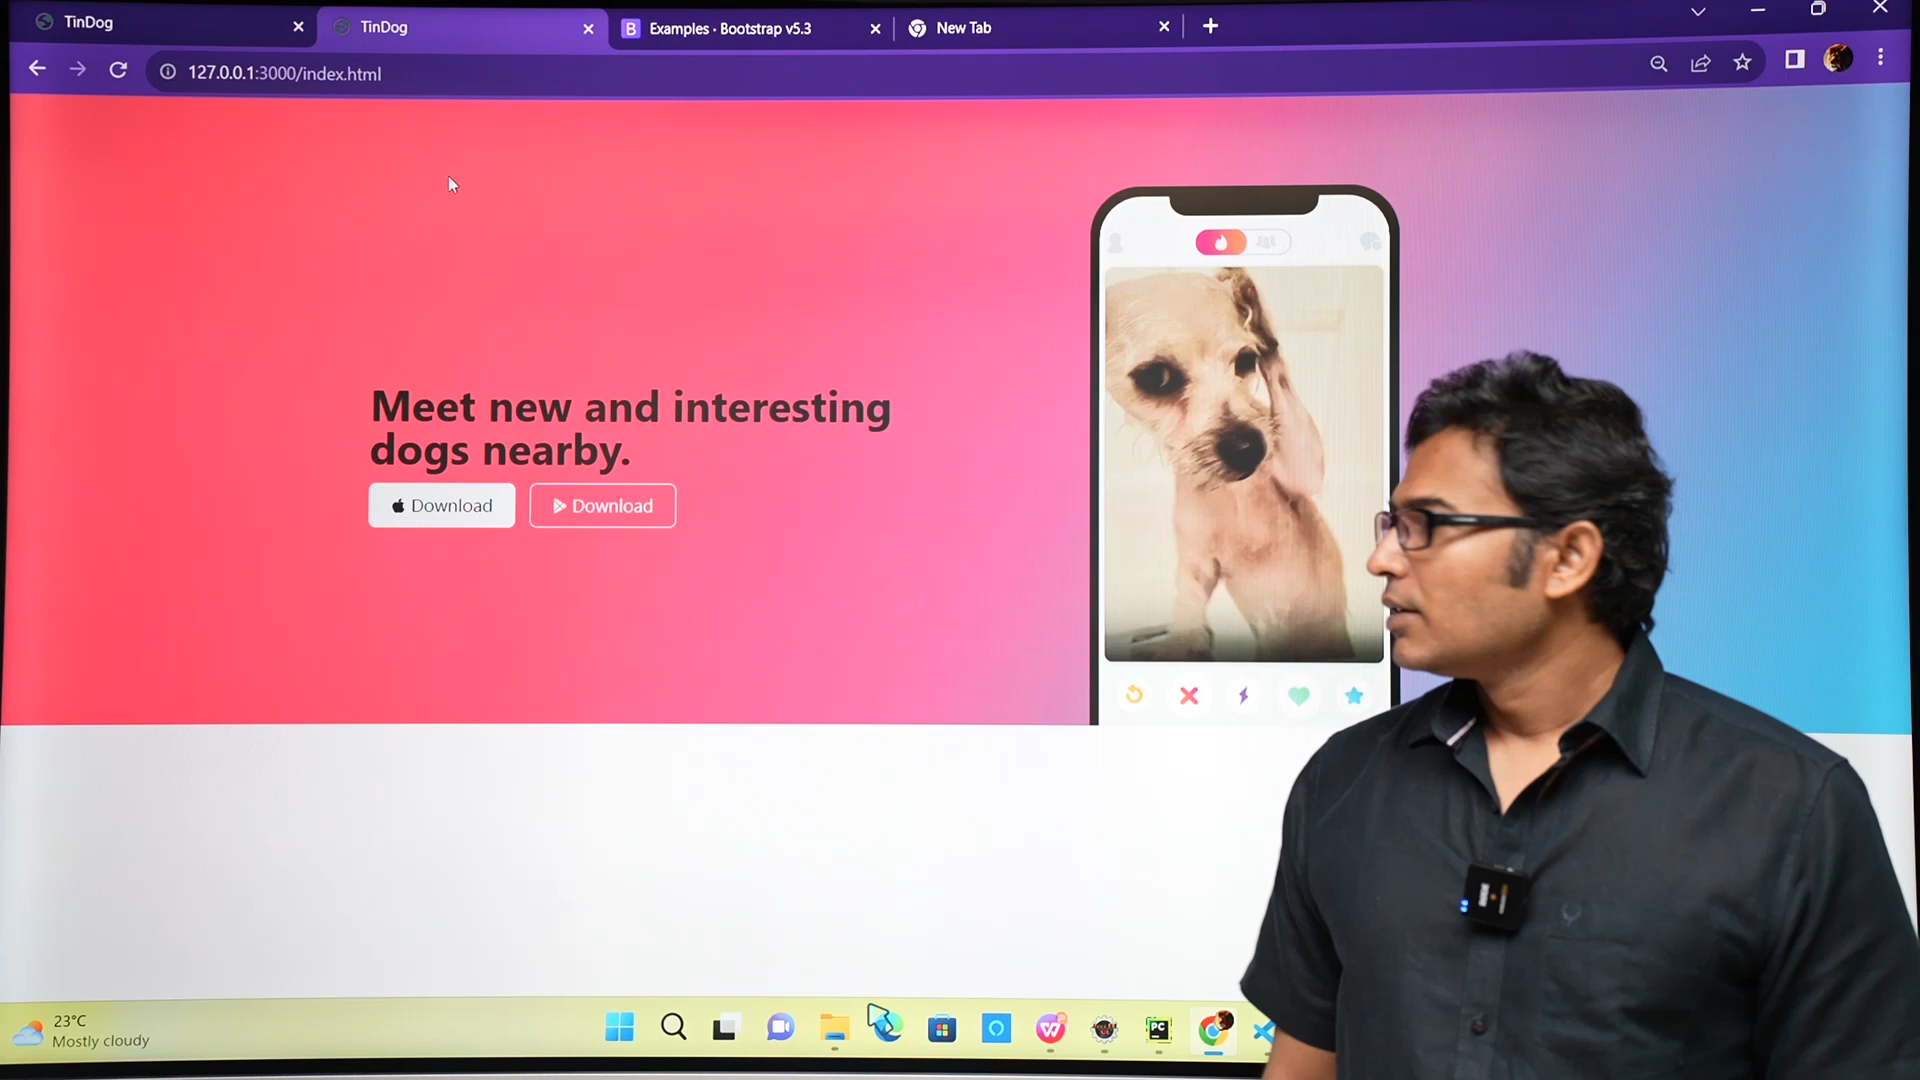 TinDog
TinDog
Examples · Bootstrap v5.3
New Tab
127.0.0.1:3000/index.html
Meet new and interesting
dogs nearby.
Download
Download
23°C
Mostly cloudy
PC